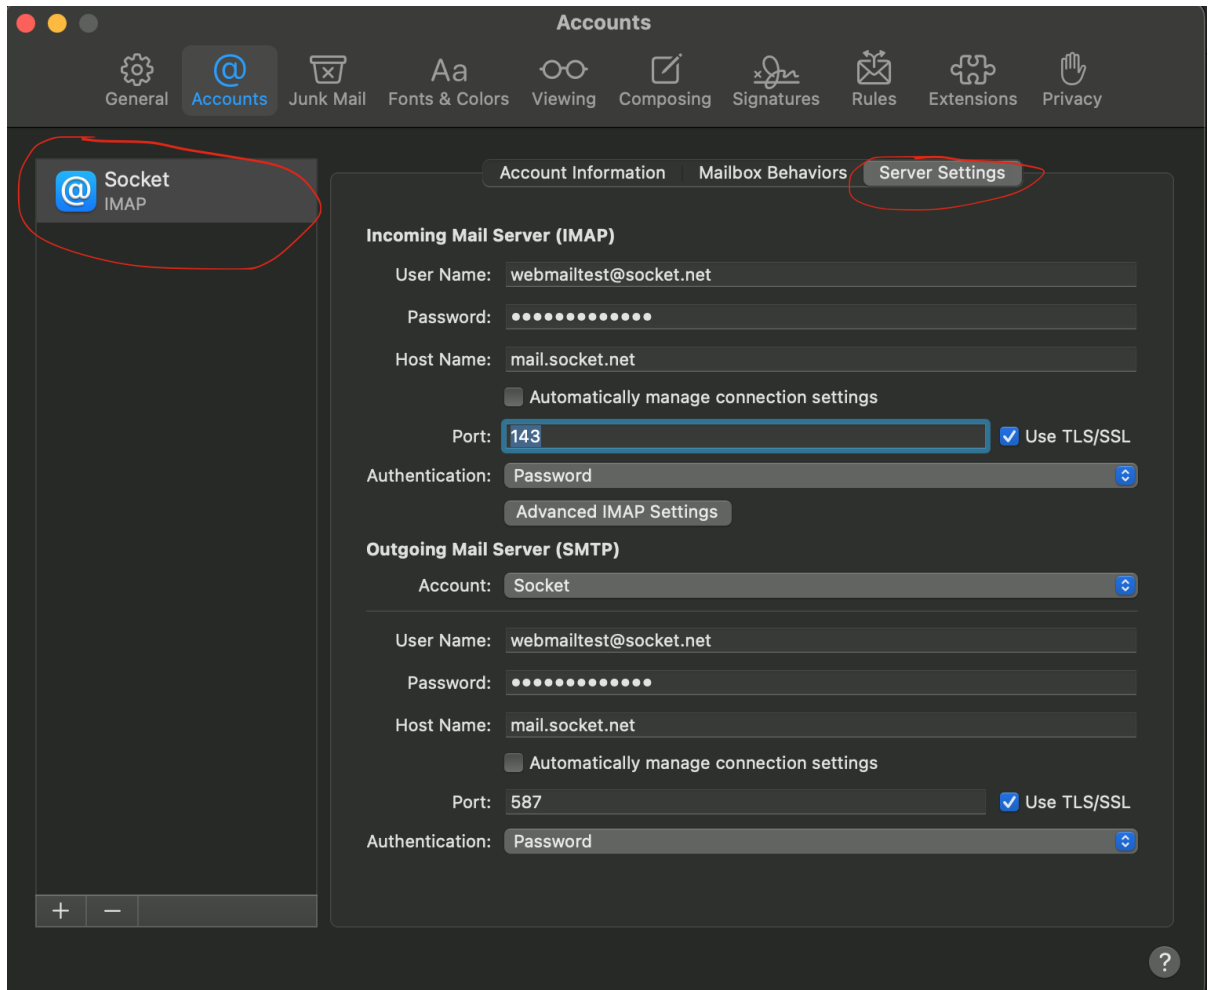 Accounts
General Accounts Junk Mail Fonts & Colors Viewing Composing Signatures Rules Extensions Privacy
Socket
IMAP
Account Information Mailbox Behaviors Server Settings
Incoming Mail Server (IMAP)
User Name: webmailtest@socket.net
Password: •••••••••••••
Host Name: mail.socket.net
Automatically manage connection settings
Port: 143 Use TLS/SSL
Authentication: Password
Advanced IMAP Settings
Outgoing Mail Server (SMTP)
Account: Socket
User Name: webmailtest@socket.net
Password: •••••••••••••
Host Name: mail.socket.net
Automatically manage connection settings
Port: 587 Use TLS/SSL
Authentication: Password
+ −
?